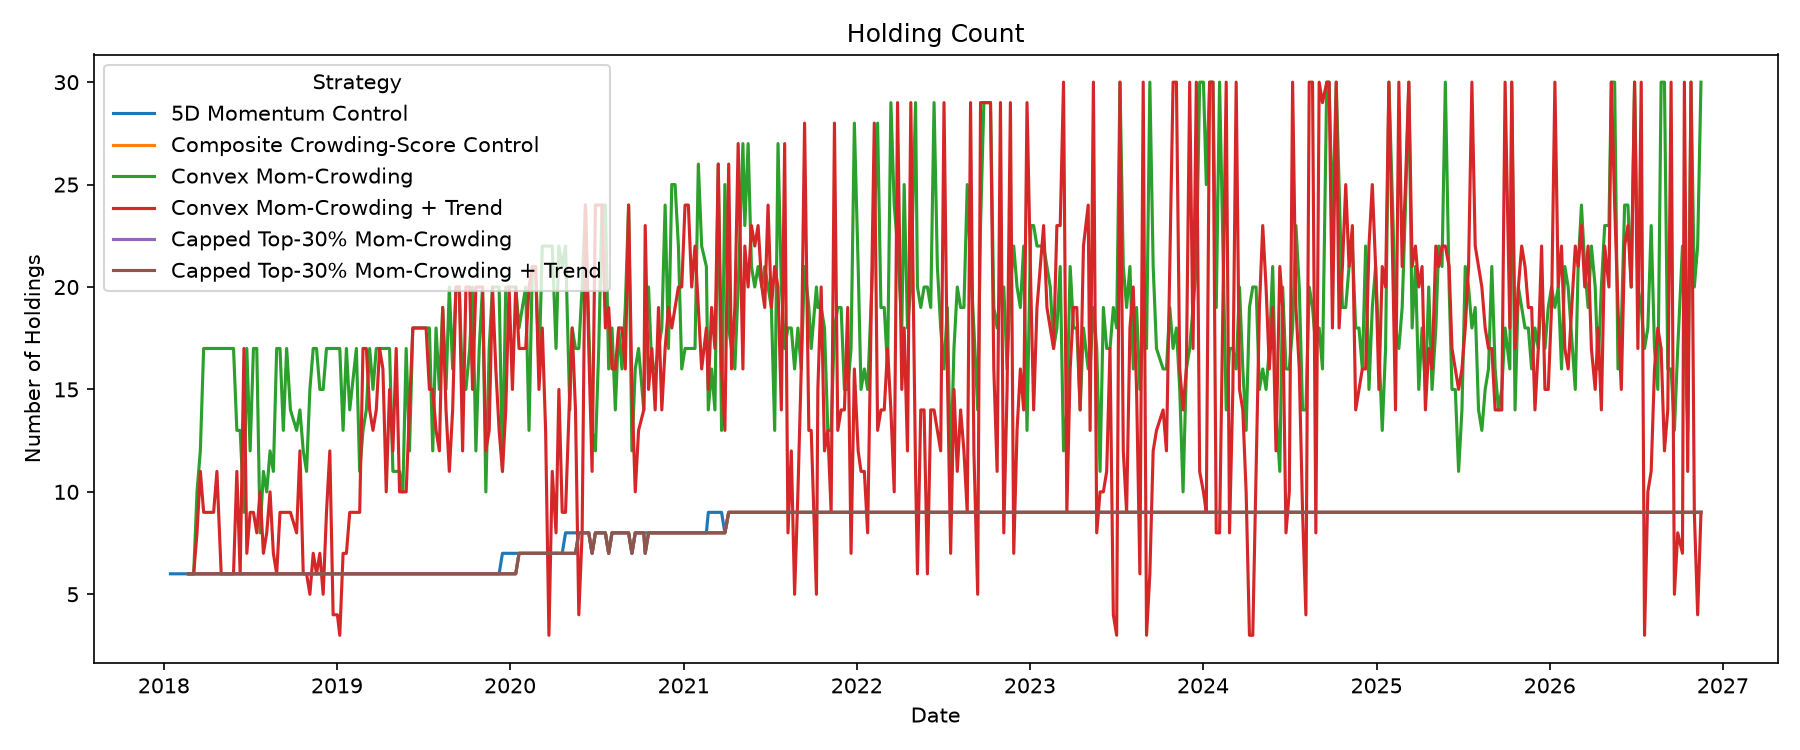 Holding Count
Strategy
5D Momentum Control
Composite Crowding-Score Control
Convex Mom-Crowding
Convex Mom-Crowding + Trend
Capped Top-30% Mom-Crowding
Capped Top-30% Mom-Crowding + Trend
Number of Holdings
30
25
20
15
10
5
2018 2019 2020 2021 2022 2023 2024 2025 2026 2027
Date